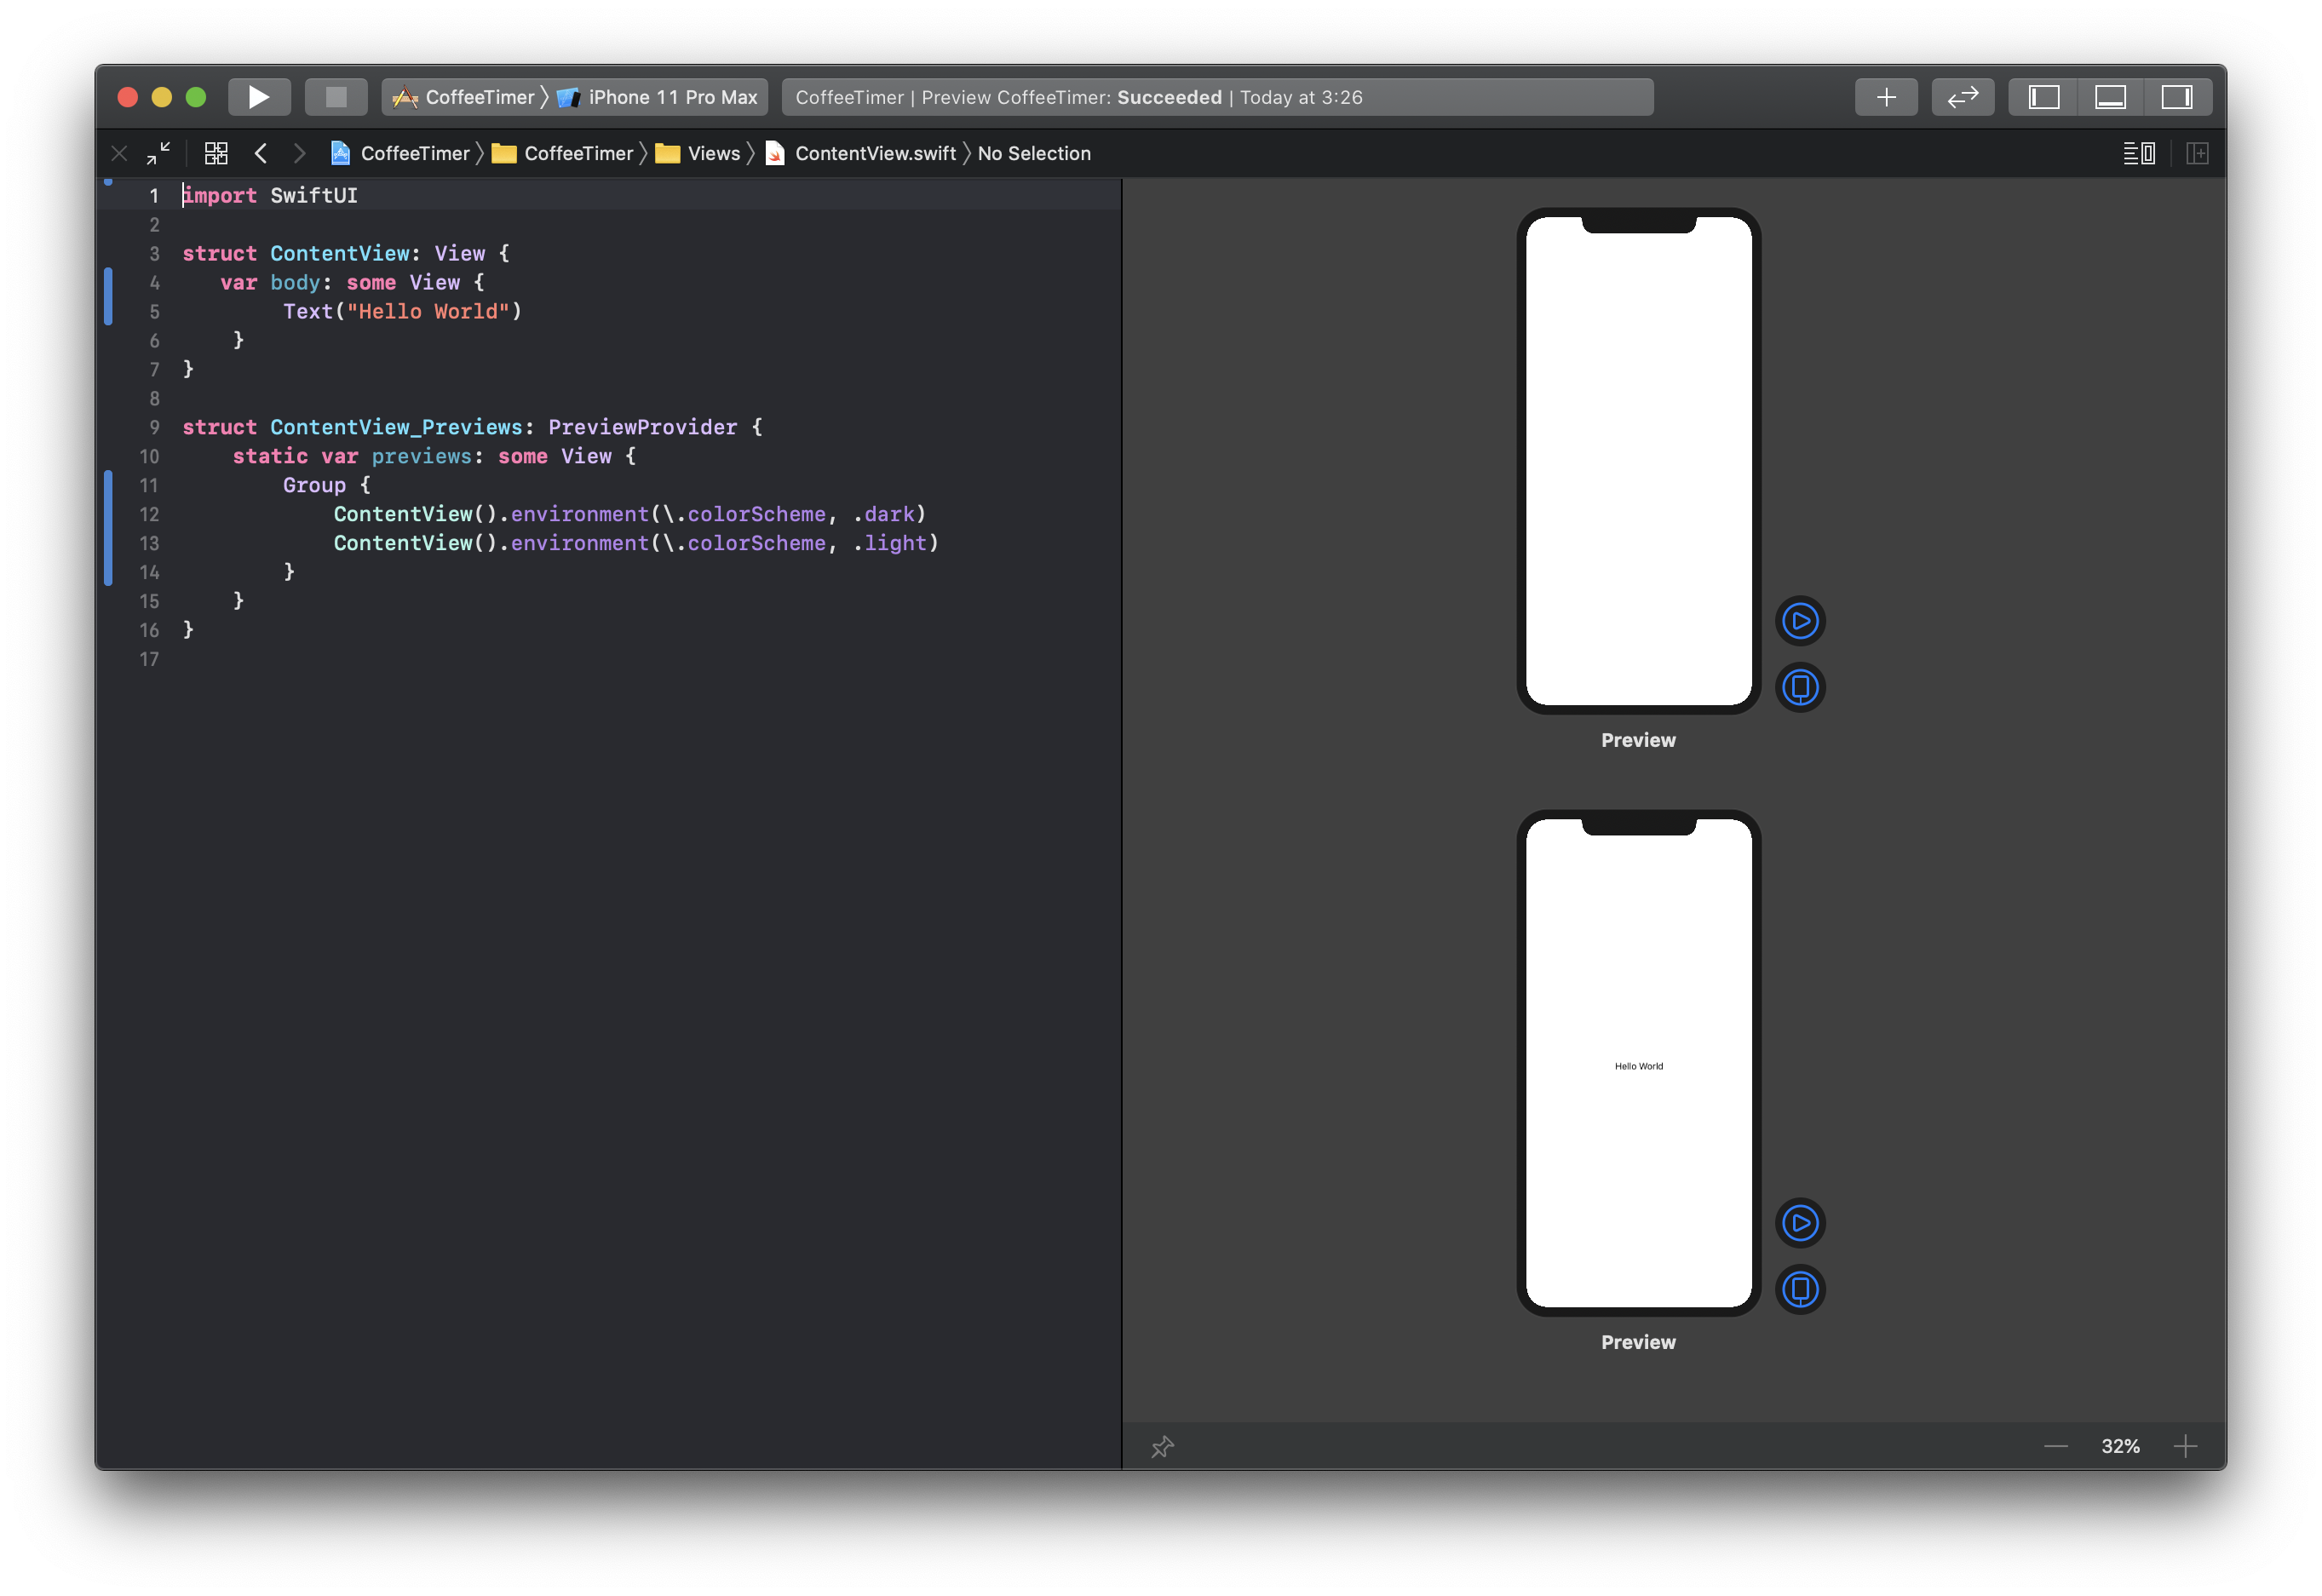 CoffeeTimer 〉 iPhone 11 Pro Max
CoffeeTimer | Preview CoffeeTimer: Succeeded | Today at 3:26
CoffeeTimer 〉 CoffeeTimer 〉 Views 〉 ContentView.swift 〉 No Selection
1 import SwiftUI
2
3 struct ContentView: View {
4 var body: some View {
5 Text("Hello World")
6 }
7 }
8
9 struct ContentView_Previews: PreviewProvider {
10 static var previews: some View {
11 Group {
12 ContentView().environment(\.colorScheme, .dark)
13 ContentView().environment(\.colorScheme, .light)
14 }
15 }
16 }
17
Preview
Hello World
Preview
32%